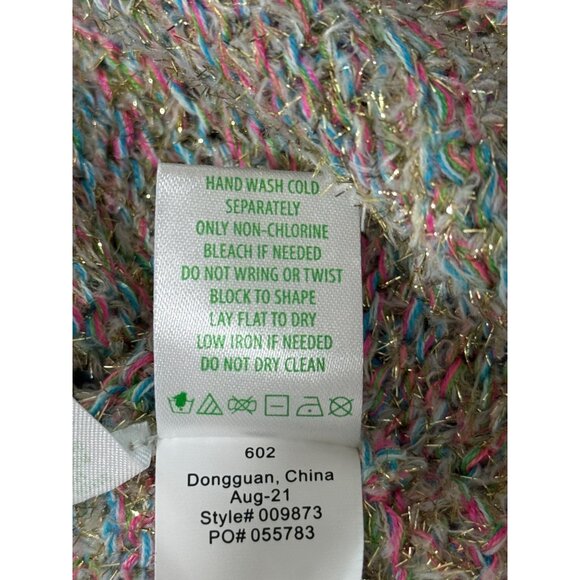 HAND WASH COLD
SEPARATELY
ONLY NON-CHLORINE
BLEACH IF NEEDED
DO NOT WRING OR TWIST
BLOCK TO SHAPE
LAY FLAT TO DRY
LOW IRON IF NEEDED
DO NOT DRY CLEAN
602
Dongguan, China
Aug-21
Style# 009873
PO# 055783